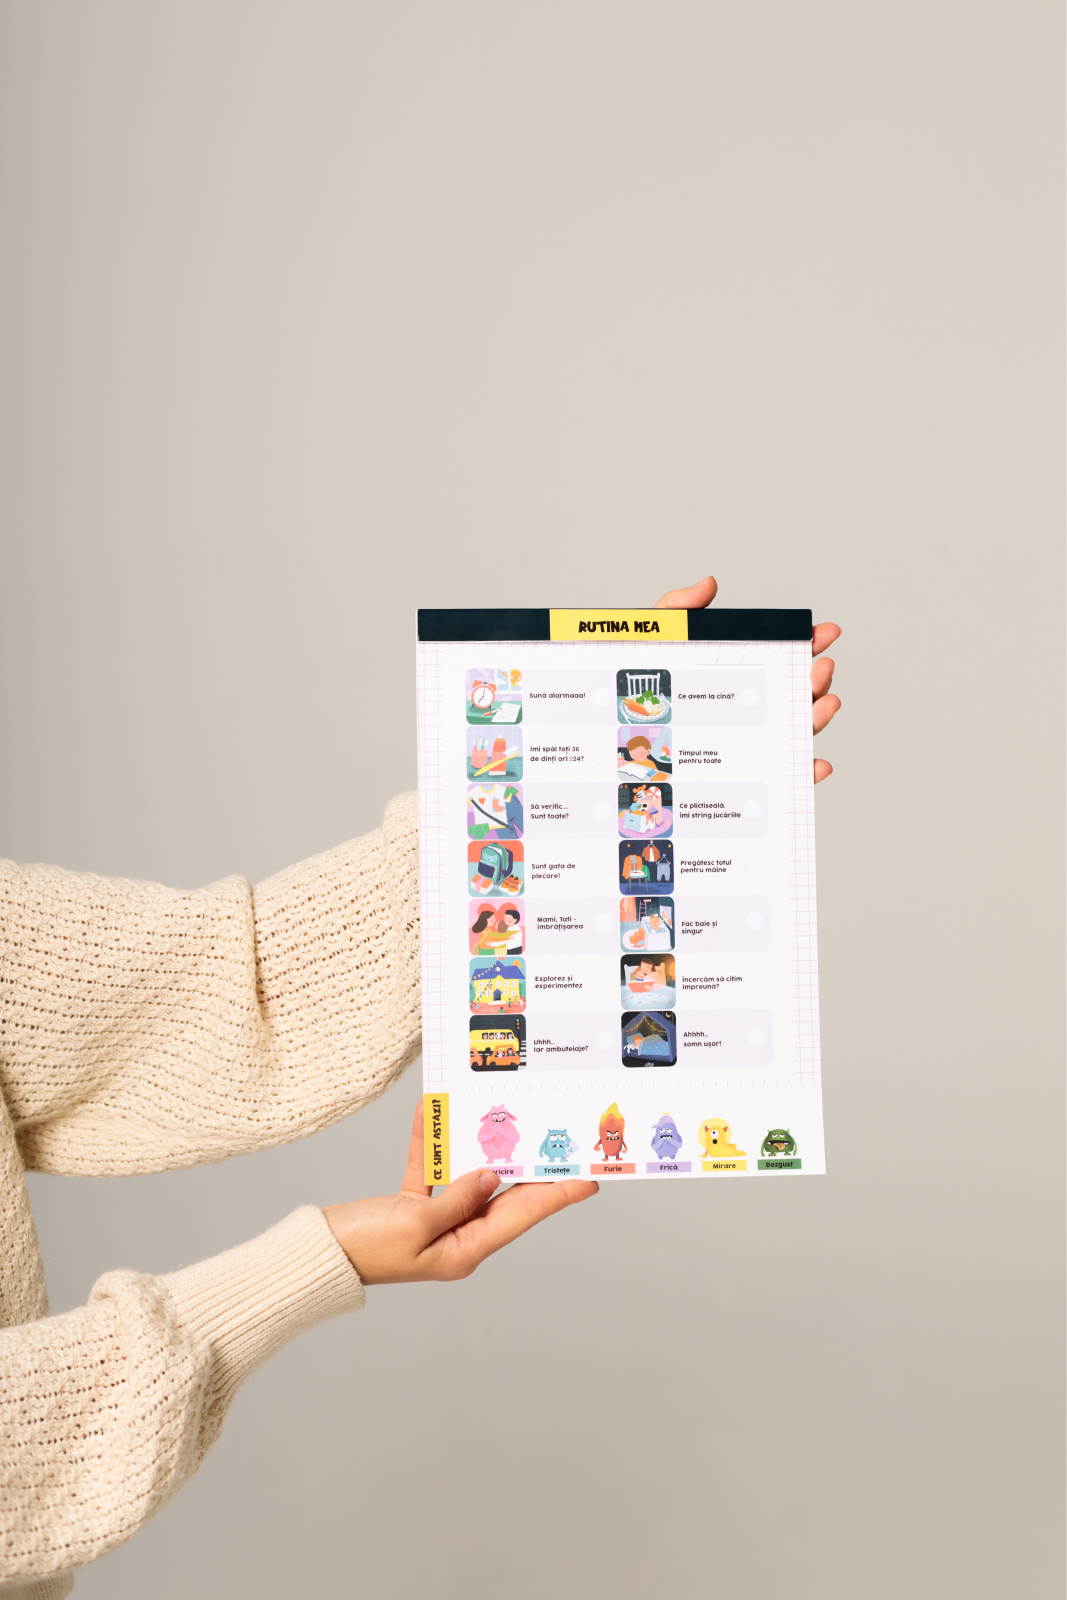 RUTINA MEA
Sună alarmaaa!
Îmi spăl toți 36
de dinți ori 24?
Să verific...
Sunt toate?
Sunt gata de
plecare!
Mami, Tati -
îmbrățișarea
Explorez și
experimentez
Uhhh..
Iar ambuteiaje?
Ce avem la cină?
Timpul meu
pentru toate
Ce plictiseală.
Îmi string jucăriile
Pregătesc totul
pentru mâine
Fac baie și
singur
Încercăm să citim
împreună?
Ahhhh..
somn ușor!
CE SIMT ASTĂZI?
ricire
Tristețe
Furie
Frică
Mirare
Dezgust